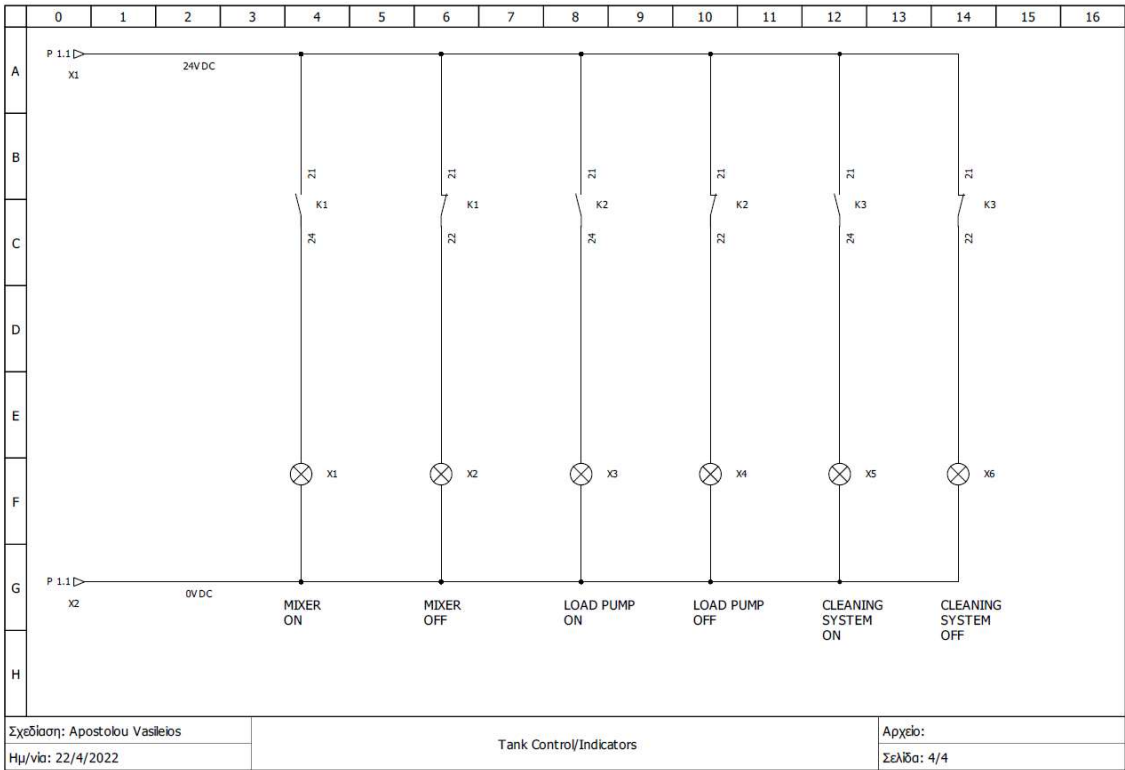 0 1 2 3 4 5 6 7 8 9 10 11 12 13 14 15 16
A
P 1.1
X1
24V DC
B
21 21 21 21 21 21
K1 K1 K2 K2 K3 K3
C
24 22 24 22 24 22
D
E
X1 X2 X3 X4 X5 X6
F
G
P 1.1
X2
0V DC
MIXER
ON
MIXER
OFF
LOAD PUMP
ON
LOAD PUMP
OFF
CLEANING
SYSTEM
ON
CLEANING
SYSTEM
OFF
H
Σχεδίαση: Apostolou Vasileios
Ημ/νία: 22/4/2022
Tank Control/Indicators
Αρχείο:
Σελίδα: 4/4